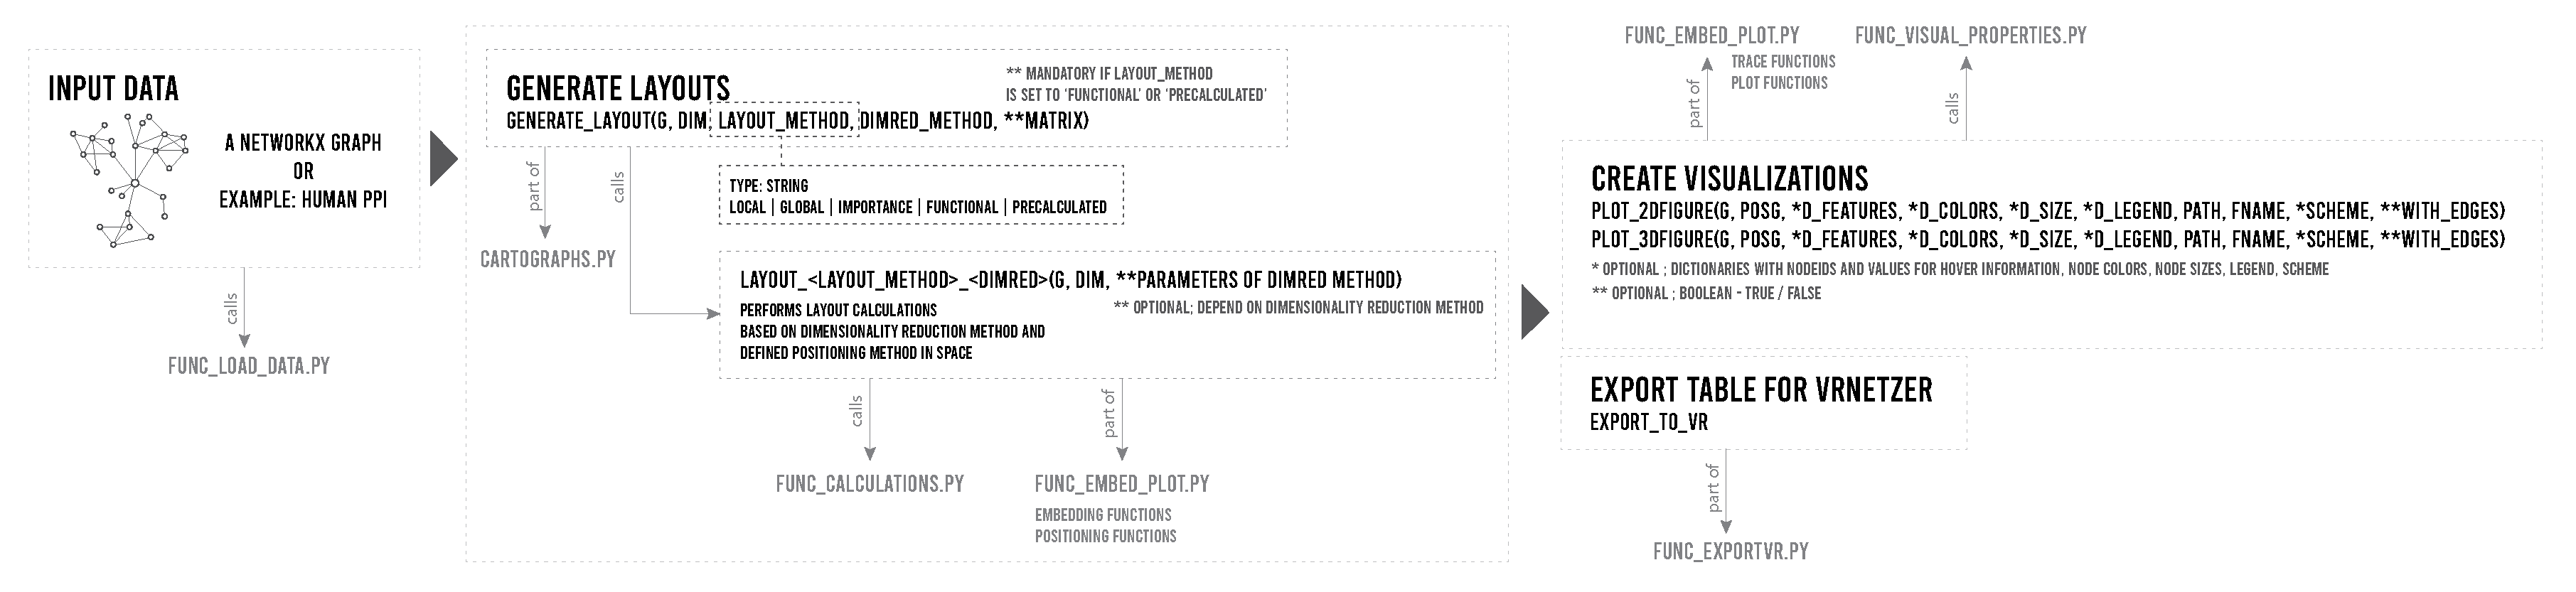 INPUT DATA
A NETWORKX GRAPH
OR
EXAMPLE: HUMAN PPI
calls
FUNC_LOAD_DATA.PY
GENERATE LAYOUTS
** MANDATORY IF LAYOUT_METHOD
IS SET TO 'FUNCTIONAL' OR 'PRECALCULATED'
GENERATE_LAYOUT(G, DIM, LAYOUT_METHOD, DIMRED_METHOD, **MATRIX)
part of
CARTOGRAPHS.PY
calls
TYPE: STRING
LOCAL | GLOBAL | IMPORTANCE | FUNCTIONAL | PRECALCULATED
LAYOUT_<LAYOUT_METHOD>_<DIMRED>(G, DIM, **PARAMETERS OF DIMRED METHOD)
** OPTIONAL; DEPEND ON DIMENSIONALITY REDUCTION METHOD
PERFORMS LAYOUT CALCULATIONS
BASED ON DIMENSIONALITY REDUCTION METHOD AND
DEFINED POSITIONING METHOD IN SPACE
calls
FUNC_CALCULATIONS.PY
part of
FUNC_EMBED_PLOT.PY
EMBEDDING FUNCTIONS
POSITIONING FUNCTIONS
FUNC_EMBED_PLOT.PY
TRACE FUNCTIONS
PLOT FUNCTIONS
part of
FUNC_VISUAL_PROPERTIES.PY
calls
CREATE VISUALIZATIONS
PLOT_2DFIGURE(G, POSG, *D_FEATURES, *D_COLORS, *D_SIZE, *D_LEGEND, PATH, FNAME, *SCHEME, **WITH_EDGES)
PLOT_3DFIGURE(G, POSG, *D_FEATURES, *D_COLORS, *D_SIZE, *D_LEGEND, PATH, FNAME, *SCHEME, **WITH_EDGES)
* OPTIONAL ; DICTIONARIES WITH NODEIDS AND VALUES FOR HOVER INFORMATION, NODE COLORS, NODE SIZES, LEGEND, SCHEME
** OPTIONAL ; BOOLEAN - TRUE / FALSE
EXPORT TABLE FOR VRNETZER
EXPORT_TO_VR
part of
FUNC_EXPORTVR.PY